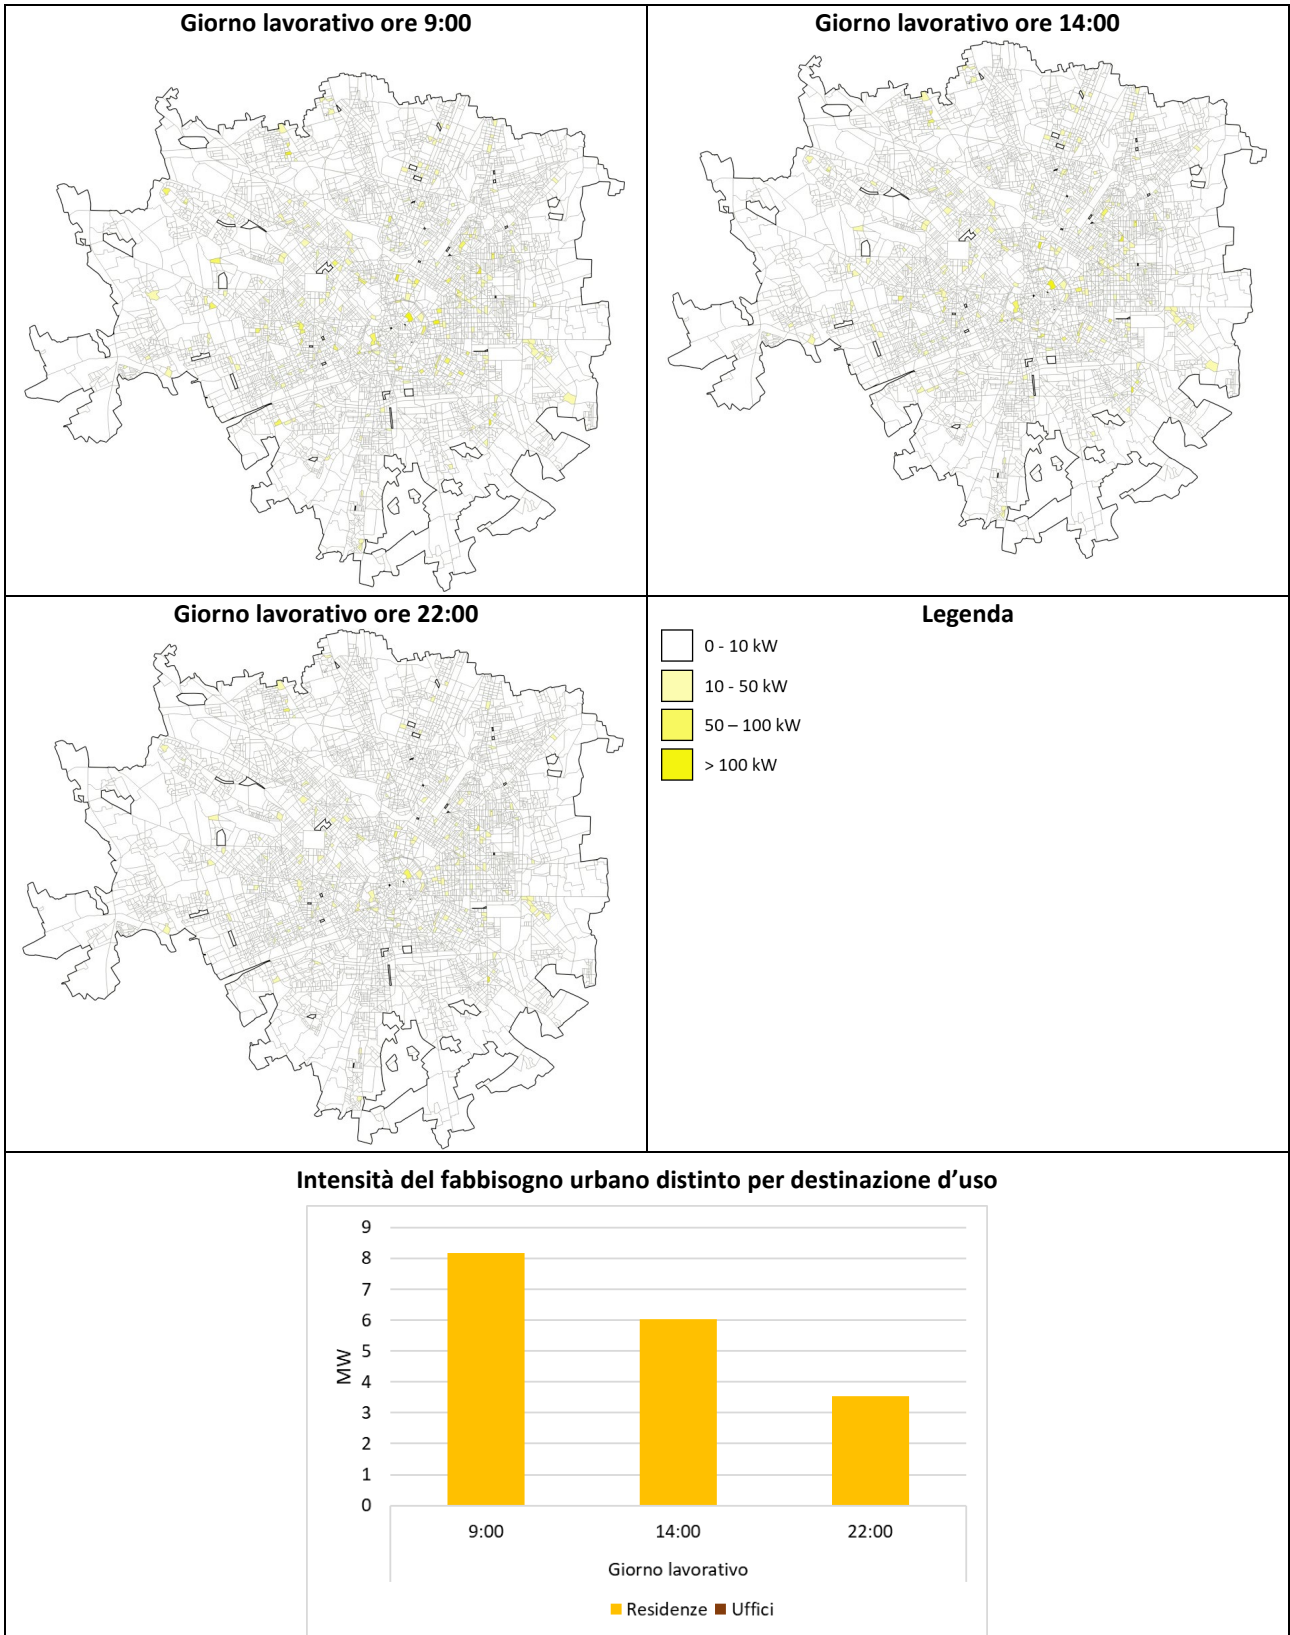 Giorno lavorativo ore 9:00
Giorno lavorativo ore 14:00
Giorno lavorativo ore 22:00
Legenda
0 - 10 kW
10 - 50 kW
50 – 100 kW
> 100 kW
Intensità del fabbisogno urbano distinto per destinazione d'uso
9
8
7
6
5
4
3
2
1
0
MW
9:00
14:00
22:00
Giorno lavorativo
Residenze
Uffici